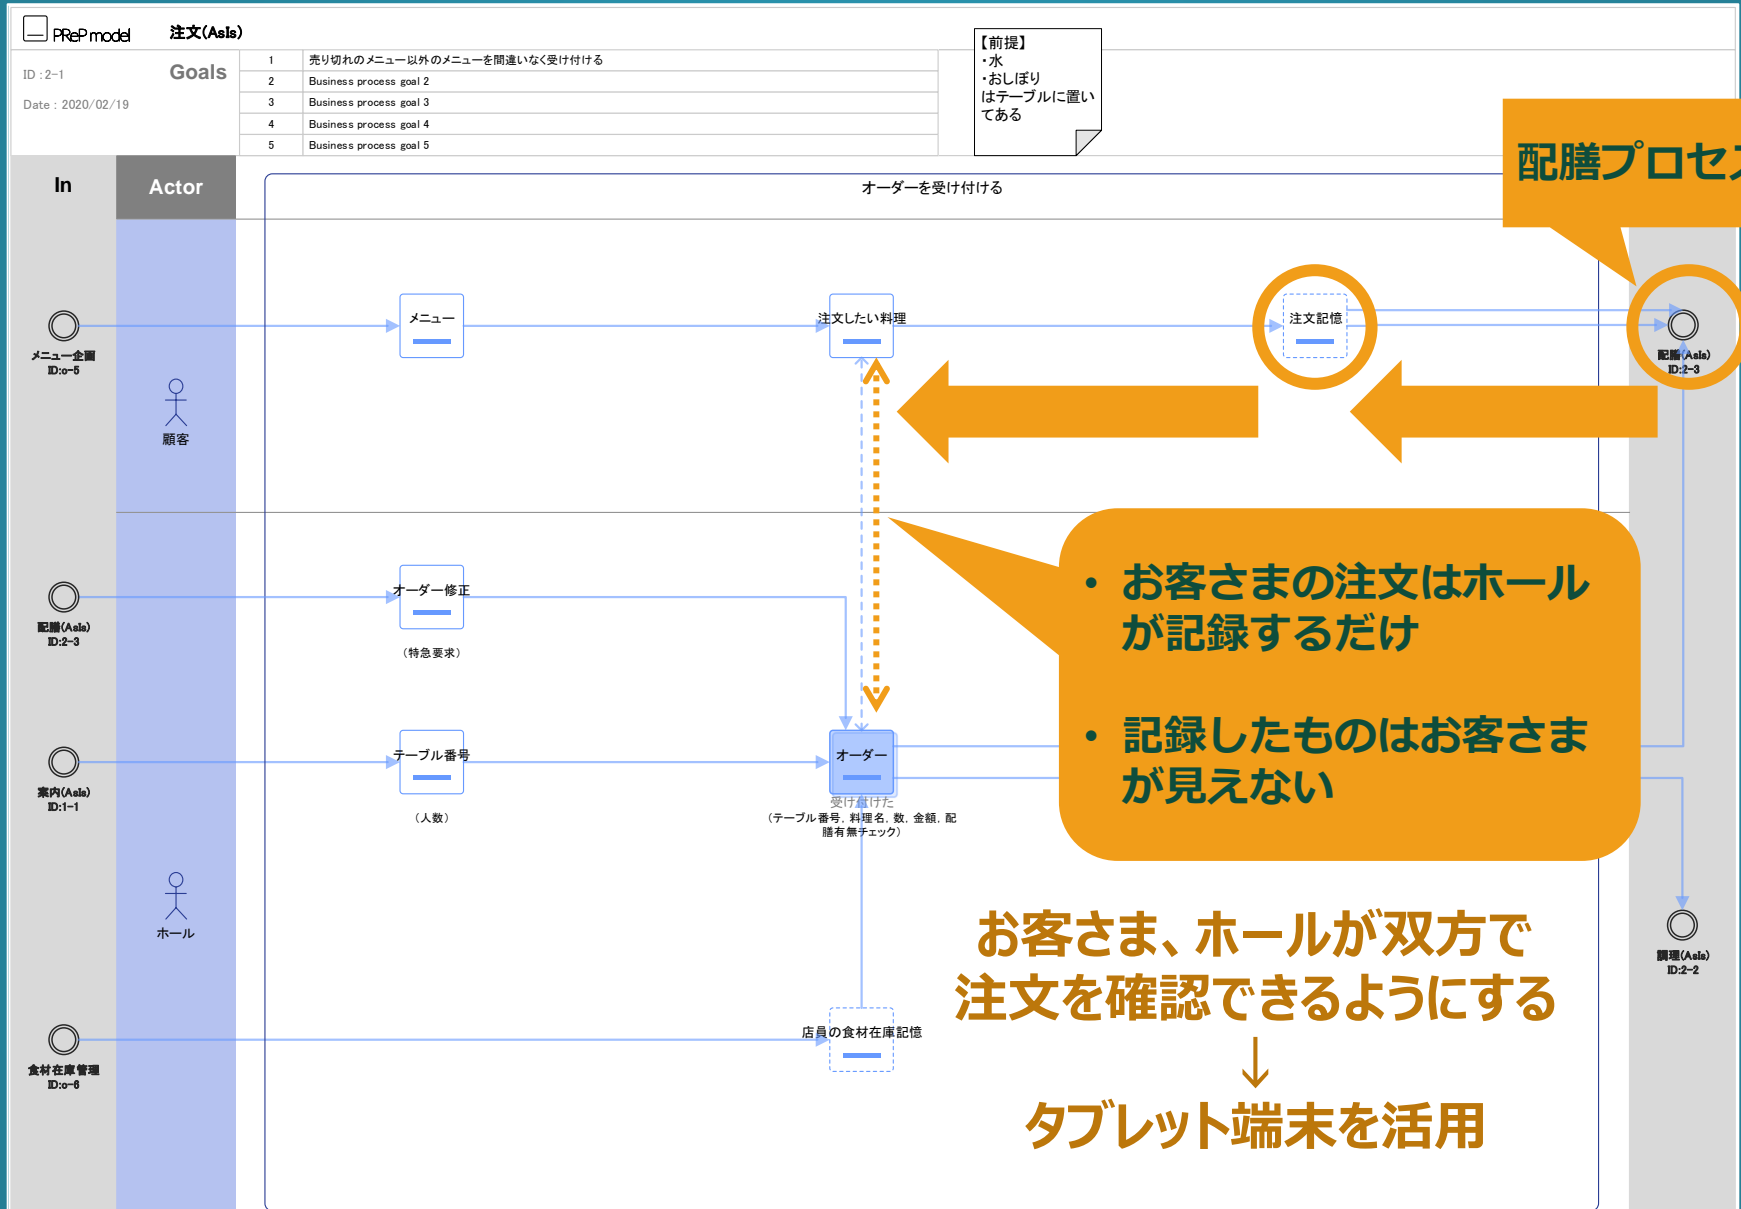 PReP model
注文(AsIs)
ID : 2-1
Goals
Date : 2020/02/19
1 売り切れのメニュー以外のメニューを間違いなく受け付ける
2 Business process goal 2
3 Business process goal 3
4 Business process goal 4
5 Business process goal 5
【前提】
・水
・おしぼり
はテーブルに置い
てある
配膳プロセス
In
Actor
オーダーを受け付ける
メニュー
注文したい料理
注文記憶
メニュー企画
ID:o-5
配膳(AsIs)
ID:2-3
顧客
オーダー修正
(特急要求)
配膳(AsIs)
ID:2-3
• お客さまの注文はホール
が記録するだけ
• 記録したものはお客さま
が見えない
テーブル番号
(人数)
オーダー
受け付けた
(テーブル番号, 料理名, 数, 金額, 配
膳有無チェック)
案内(AsIs)
ID:1-1
ホール
お客さま、ホールが双方で
注文を確認できるようにする
↓
タブレット端末を活用
調理(AsIs)
ID:2-2
店員の食材在庫記憶
食材在庫管理
ID:o-6